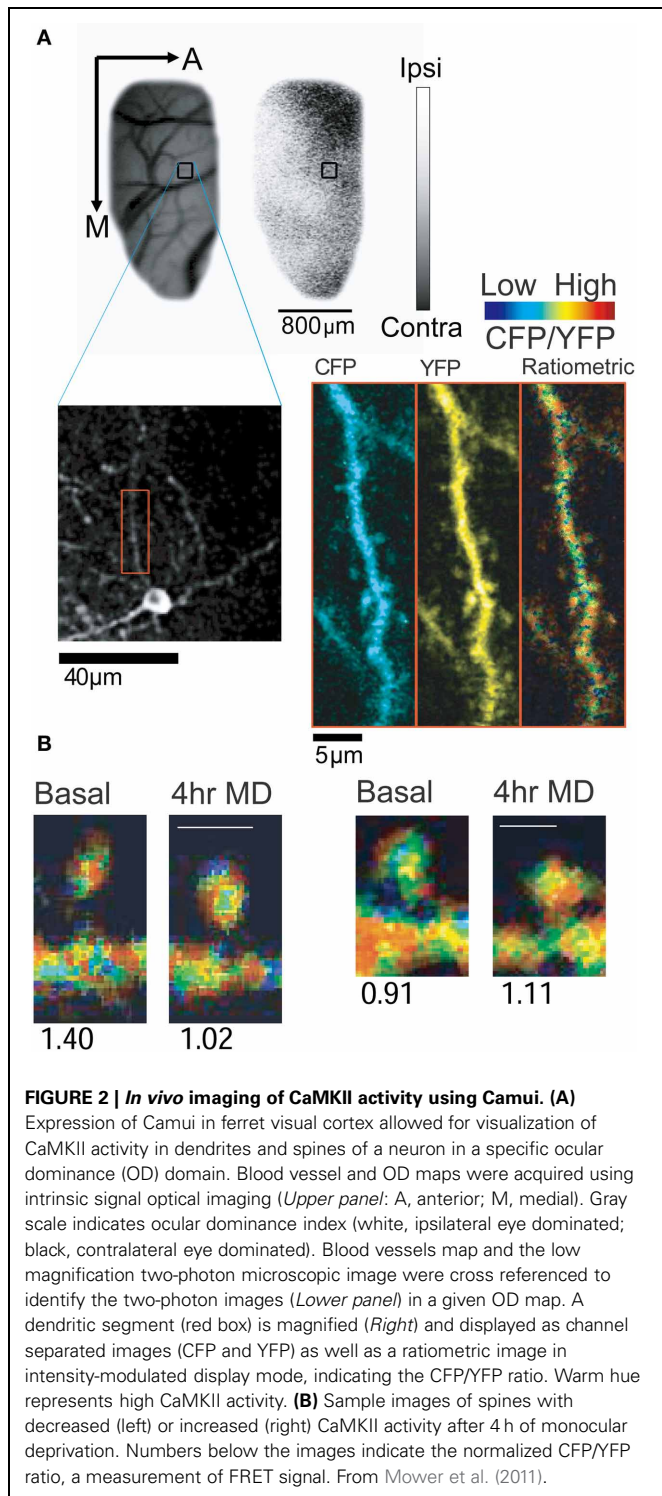 A
A
M
Ipsi
Contra
800µm
Low High
CFP/YFP
CFP YFP Ratiometric
40µm
5µm
B
Basal 4hr MD Basal 4hr MD
1.40 1.02 0.91 1.11
FIGURE 2 | In vivo imaging of CaMKII activity using Camui. (A)
Expression of Camui in ferret visual cortex allowed for visualization of
CaMKII activity in dendrites and spines of a neuron in a specific ocular
dominance (OD) domain. Blood vessel and OD maps were acquired using
intrinsic signal optical imaging (Upper panel: A, anterior; M, medial). Gray
scale indicates ocular dominance index (white, ipsilateral eye dominated;
black, contralateral eye dominated). Blood vessels map and the low
magnification two-photon microscopic image were cross referenced to
identify the two-photon images (Lower panel) in a given OD map. A
dendritic segment (red box) is magnified (Right) and displayed as channel
separated images (CFP and YFP) as well as a ratiometric image in
intensity-modulated display mode, indicating the CFP/YFP ratio. Warm hue
represents high CaMKII activity. (B) Sample images of spines with
decreased (left) or increased (right) CaMKII activity after 4 h of monocular
deprivation. Numbers below the images indicate the normalized CFP/YFP
ratio, a measurement of FRET signal. From Mower et al. (2011).